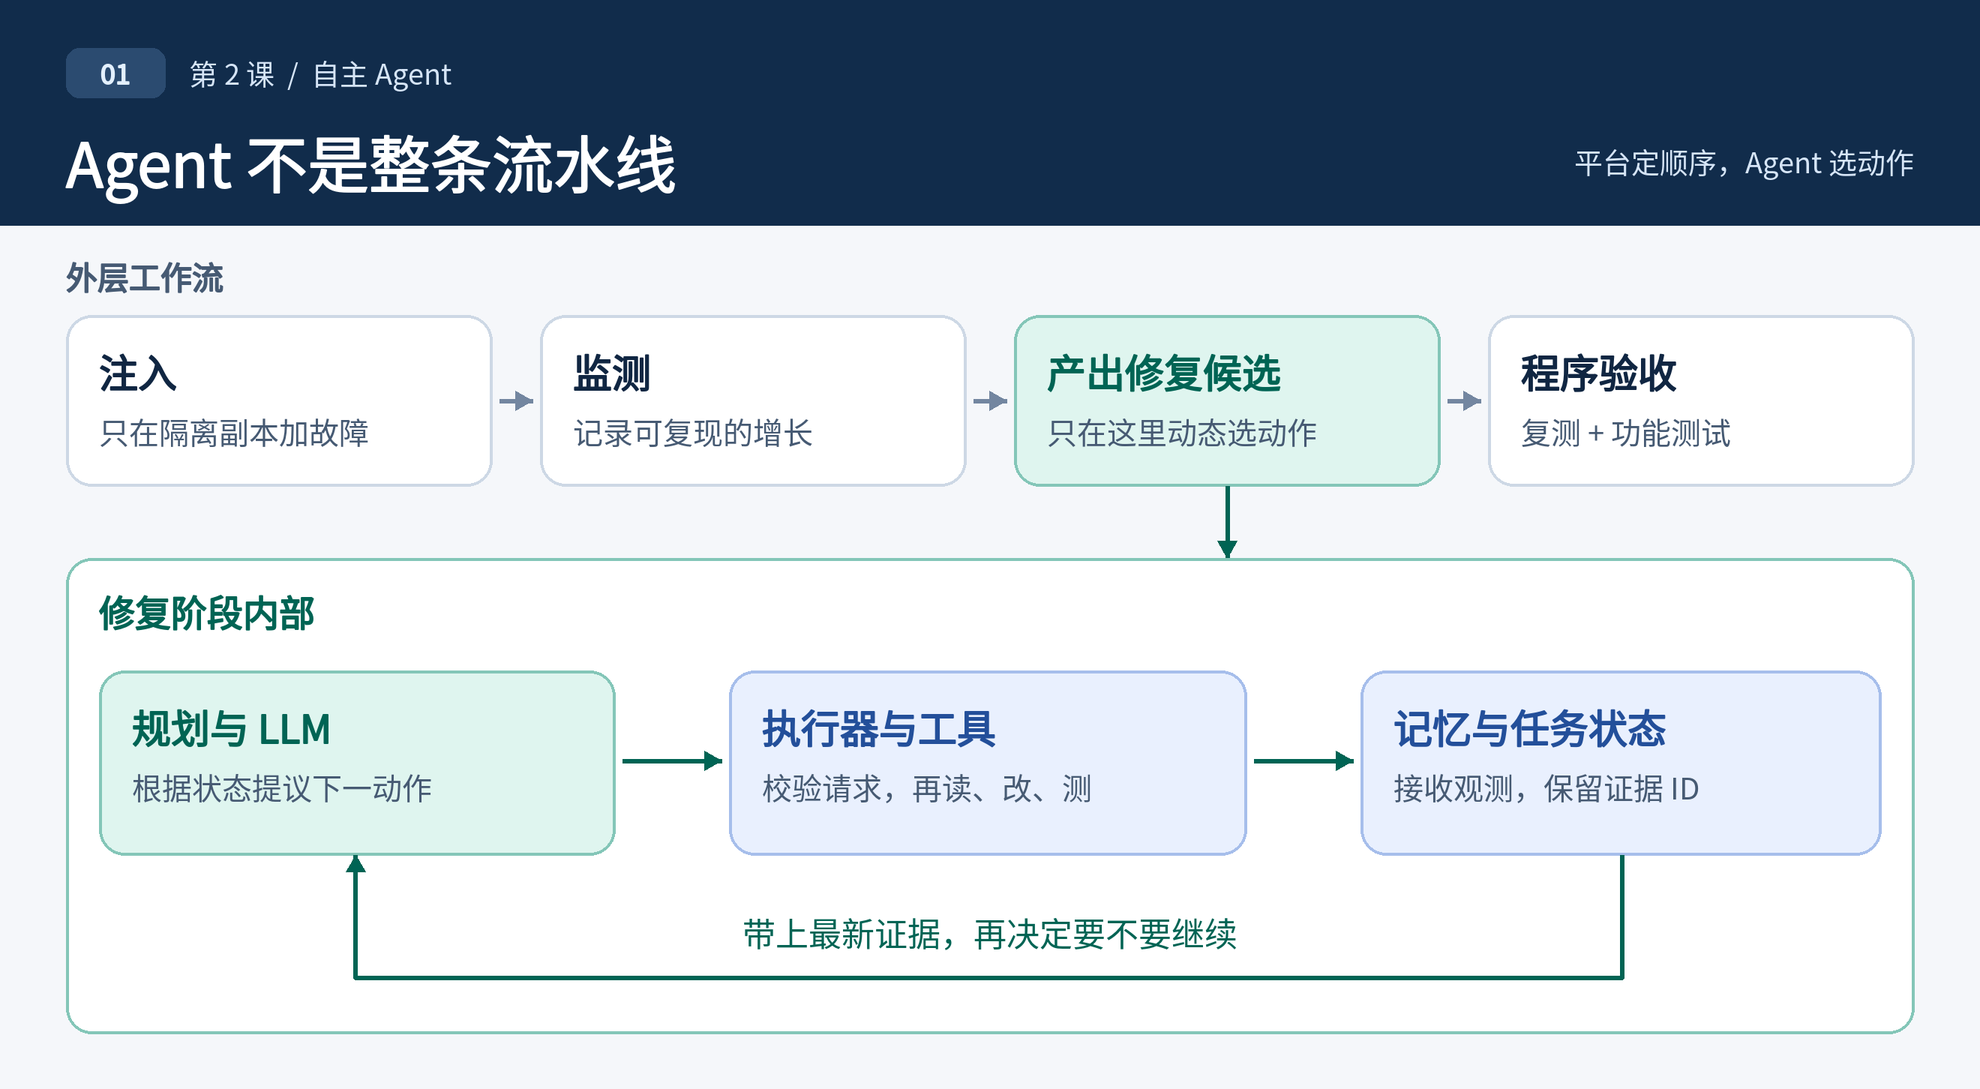 01
第 2 课 / 自主 Agent
Agent 不是整条流水线
平台定顺序，Agent 选动作
外层工作流
注入
只在隔离副本加故障
监测
记录可复现的增长
产出修复候选
只在这里动态选动作
程序验收
复测 + 功能测试
修复阶段内部
规划与 LLM
根据状态提议下一动作
执行器与工具
校验请求，再读、改、测
记忆与任务状态
接收观测，保留证据 ID
带上最新证据，再决定要不要继续